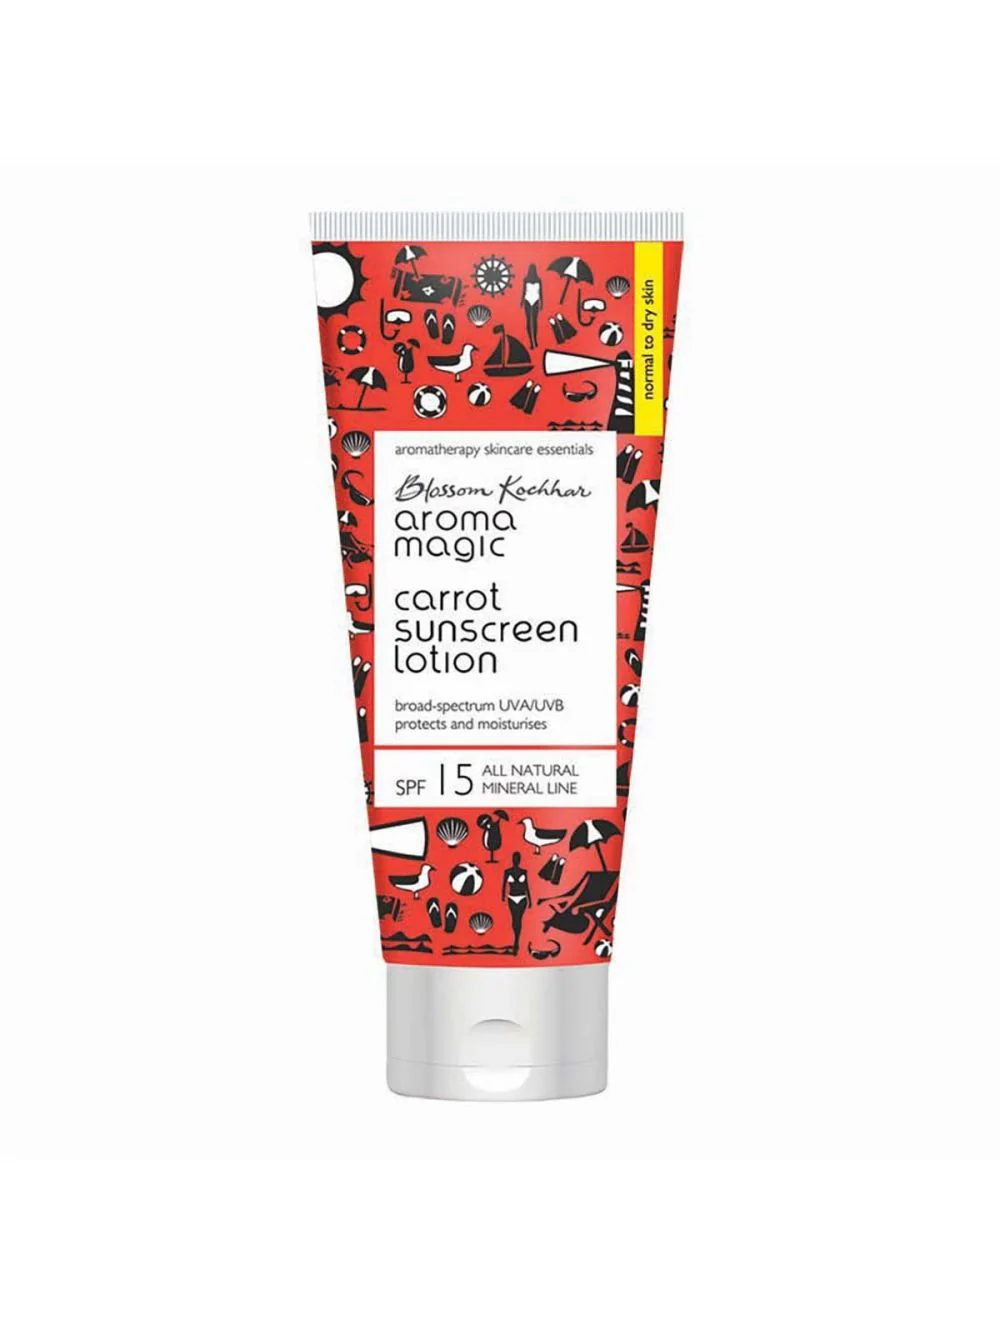 normal to dry skin
aromatherapy skincare essentials
Blossom Kochhar
aroma
magic
carrot
sunscreen
lotion
broad-spectrum UVA/UVB
protects and moisturises
SPF 15 ALL NATURAL
MINERAL LINE